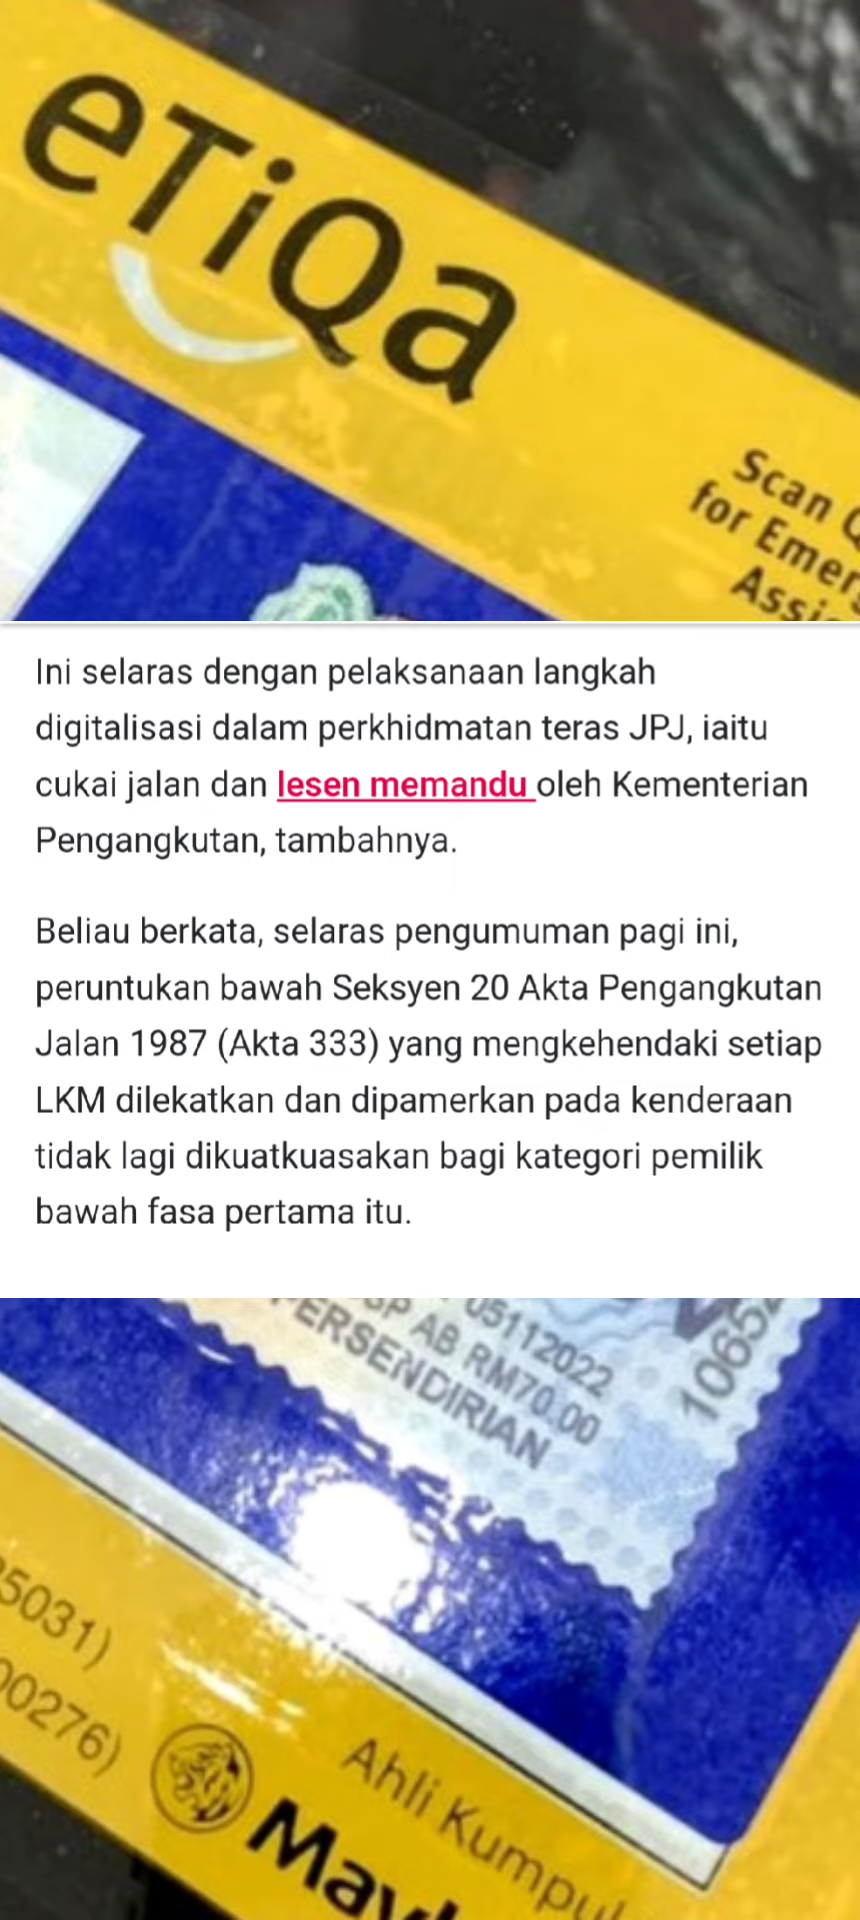 eTiQa
Scan
for
Ini selaras dengan pelaksanaan langkah
digitalisasi dalam perkhidmatan teras JPJ, iaitu
cukai jalan dan lesen memandu oleh Kementerian
Pengangkutan, tambahnya.
Beliau berkata, selaras pengumuman pagi ini,
peruntukan bawah Seksyen 20 Akta Pengangkutan
Jalan 1987 (Akta 333) yang mengkehendaki setiap
LKM dilekatkan dan dipamerkan pada kenderaan
tidak lagi dikuatkuasakan bagi kategori pemilik
bawah fasa pertama itu.
05112022
AB RM70.00
5031)
00276)
Ahli